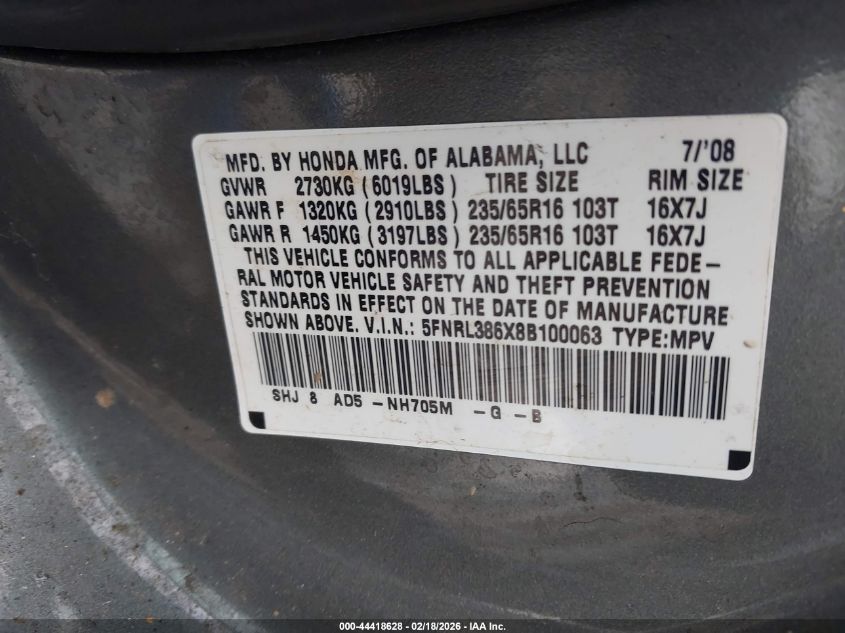 MFD. BY HONDA MFG. OF ALABAMA, LLC 7/'08
GVWR 2730KG (6019LBS) TIRE SIZE RIM SIZE
GAWR F 1320KG (2910LBS) 235/65R16 103T 16X7J
GAWR R 1450KG (3197LBS) 235/65R16 103T 16X7J
THIS VEHICLE CONFORMS TO ALL APPLICABLE FEDE-
RAL MOTOR VEHICLE SAFETY AND THEFT PREVENTION
STANDARDS IN EFFECT ON THE DATE OF MANUFACTURE
SHOWN ABOVE. V.I.N.: 5FNRL386X8B100063 TYPE:MPV
SHJ 8 AD5 -NH705M -G -B
000-44418628 - 02/18/2026 - IAA Inc.